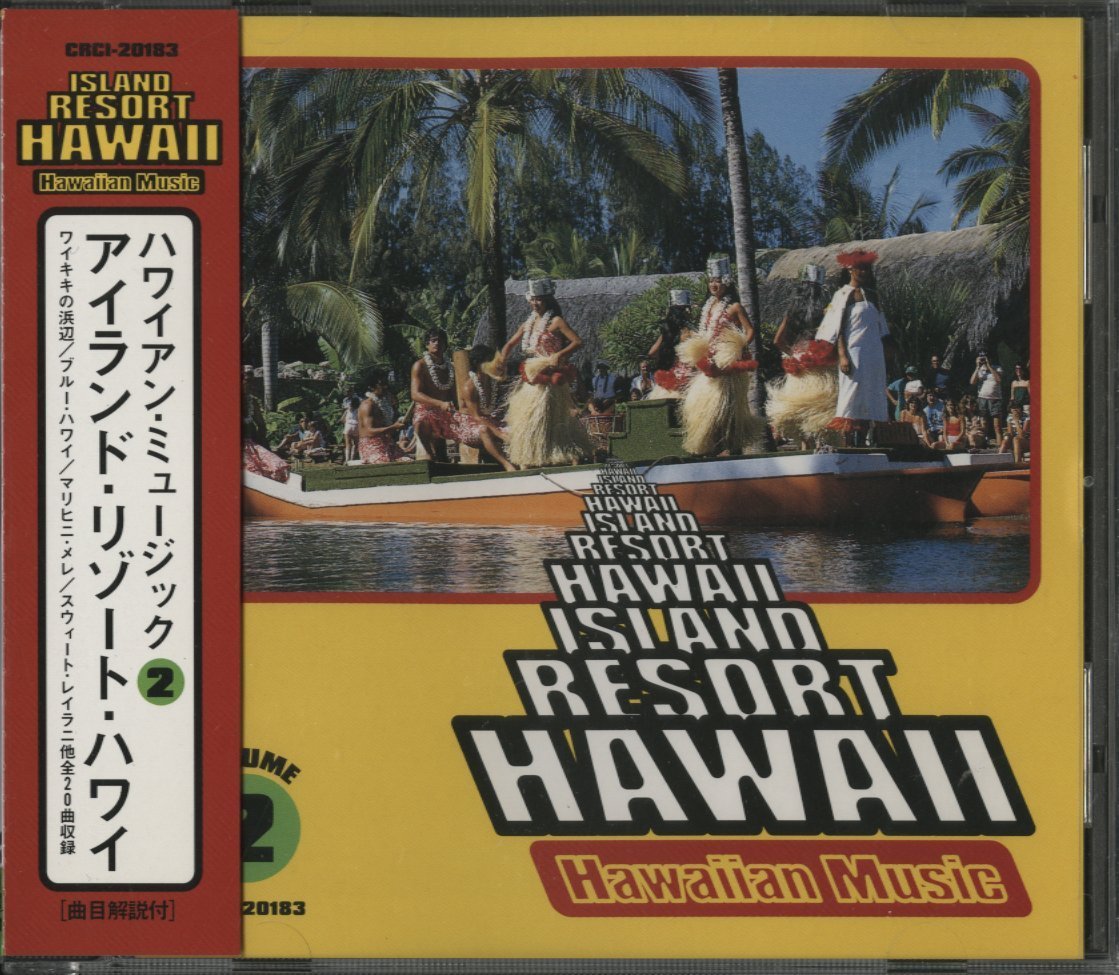 CRCI-20183
ISLAND
RESORT
HAWAII
Hawaiian Music
ハワイアン・ミュージック 2
アイランド・リゾート・ハワイ
ワイキキの浜辺/ブルー・ハワイ/マリヒニ・メレ/スウィート・レイラニ他全20曲収録
[曲目解説付]
HAWAII
ISLAND
RESORT
HAWAII
ISLAND
RESORT
HAWAII
ISLAND
RESORT
HAWAII
Hawaiian Music
UME
2
20183